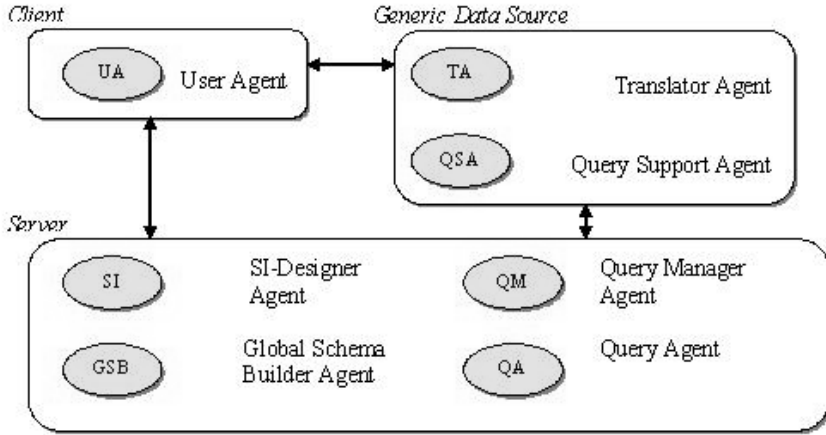 Client
Generic Data Source
UA
User Agent
TA
Translator Agent
QSA
Query Support Agent
Server
SI
SI-Designer
Agent
QM
Query Manager
Agent
GSB
Global Schema
Builder Agent
QA
Query Agent